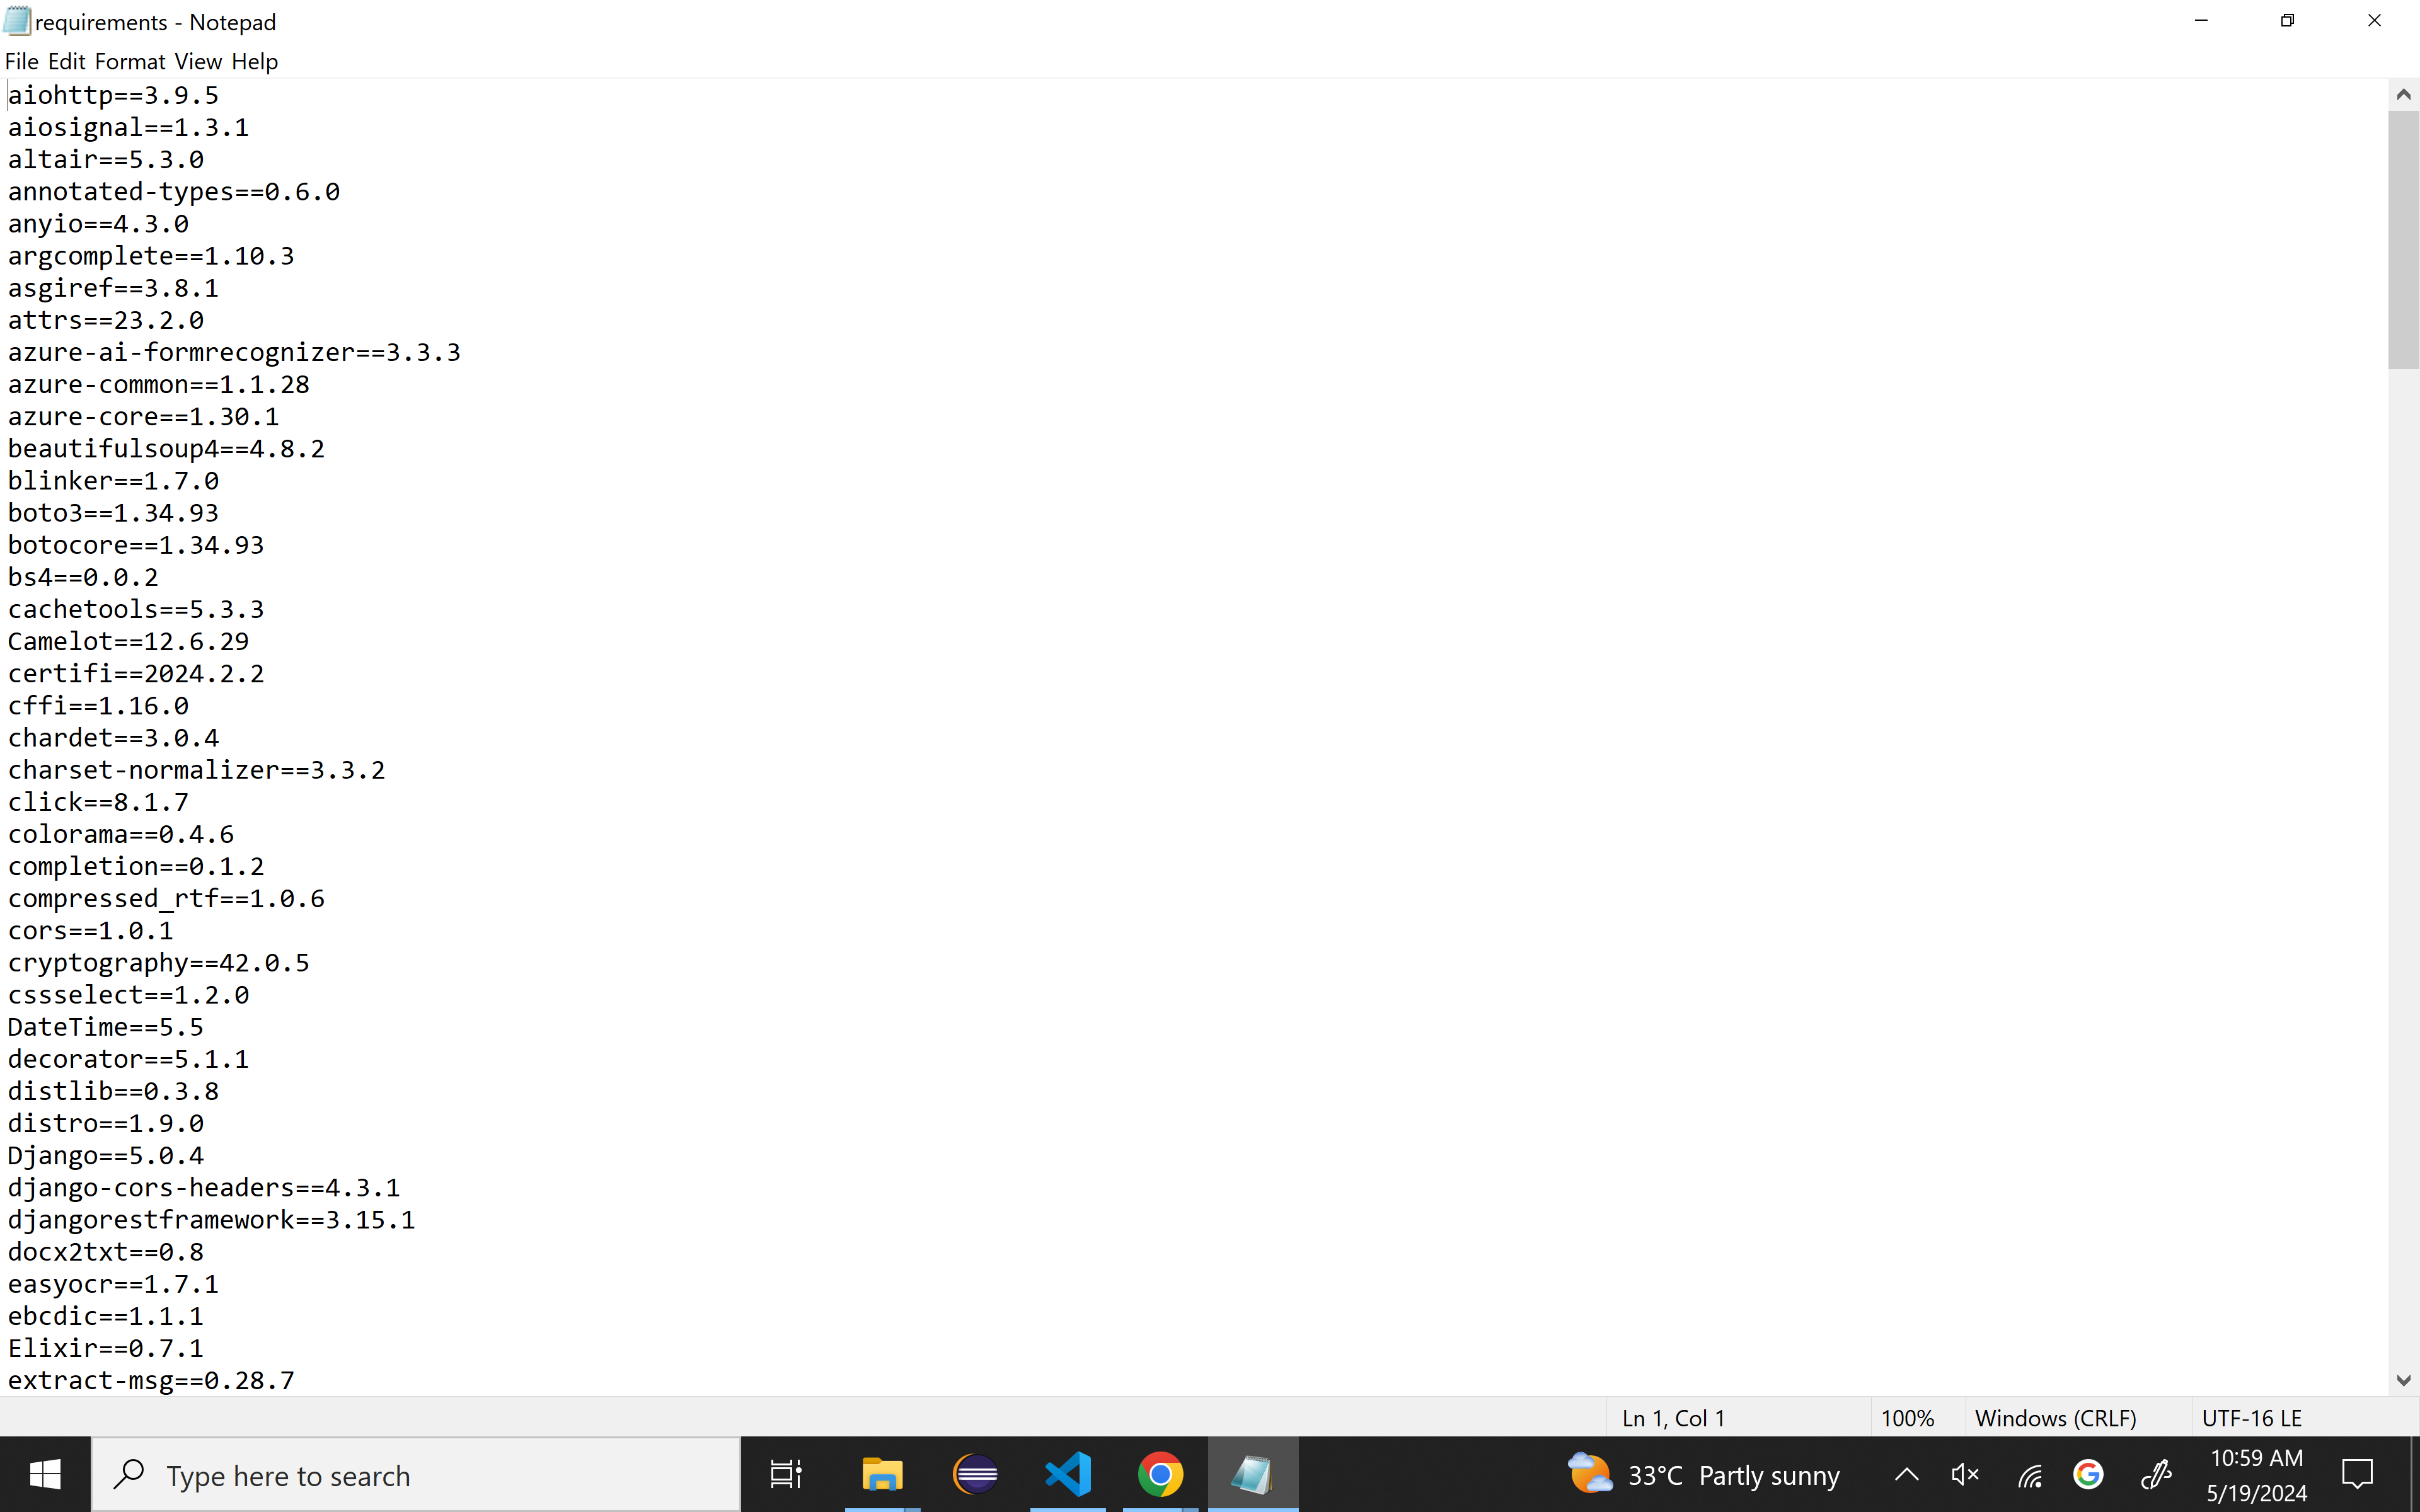 requirements - Notepad
File Edit Format View Help
aiohttp==3.9.5
aiosignal==1.3.1
altair==5.3.0
annotated-types==0.6.0
anyio==4.3.0
argcomplete==1.10.3
asgiref==3.8.1
attrs==23.2.0
azure-ai-formrecognizer==3.3.3
azure-common==1.1.28
azure-core==1.30.1
beautifulsoup4==4.8.2
blinker==1.7.0
boto3==1.34.93
botocore==1.34.93
bs4==0.0.2
cachetools==5.3.3
Camelot==12.6.29
certifi==2024.2.2
cffi==1.16.0
chardet==3.0.4
charset-normalizer==3.3.2
click==8.1.7
colorama==0.4.6
completion==0.1.2
compressed_rtf==1.0.6
cors==1.0.1
cryptography==42.0.5
cssselect==1.2.0
DateTime==5.5
decorator==5.1.1
distlib==0.3.8
distro==1.9.0
Django==5.0.4
django-cors-headers==4.3.1
djangorestframework==3.15.1
docx2txt==0.8
easyocr==1.7.1
ebcdic==1.1.1
Elixir==0.7.1
extract-msg==0.28.7
Ln 1, Col 1 100% Windows (CRLF) UTF-16 LE
Type here to search
33°C Partly sunny
10:59 AM
5/19/2024